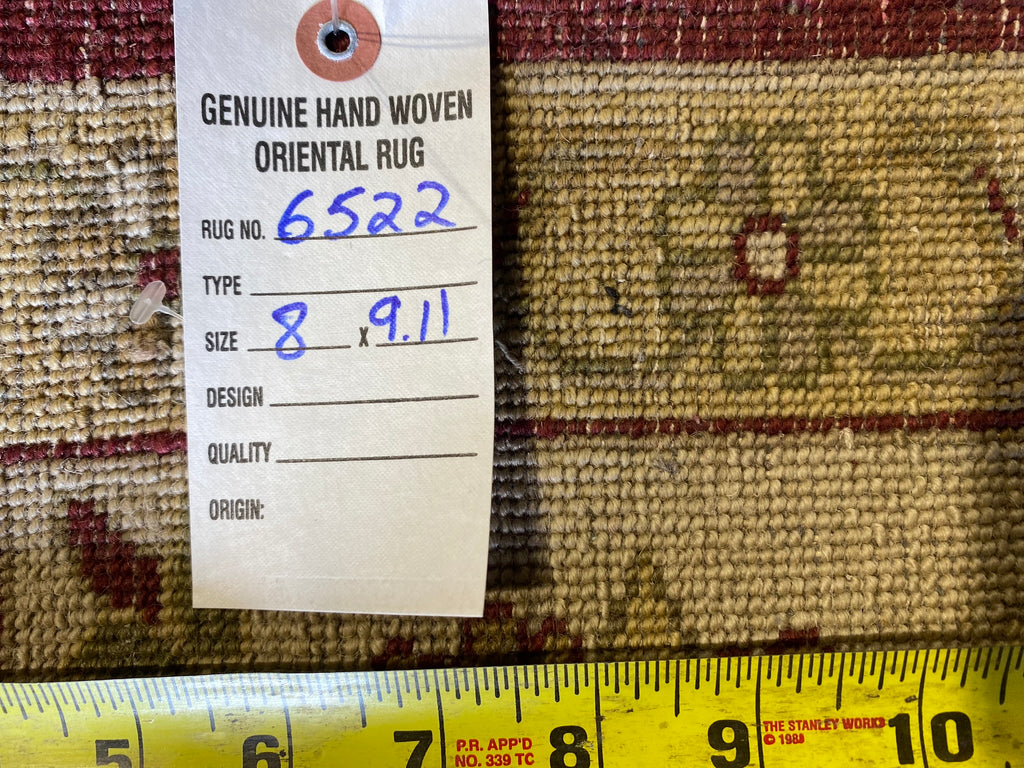 GENUINE HAND WOVEN
ORIENTAL RUG
RUG NO. 6522
TYPE
SIZE 8 X 9.11
DESIGN
QUALITY
ORIGIN:
5 6 7 8 9 10
P.R. APP'D
NO. 339 TC
THE STANLEY WORKS
© 1988